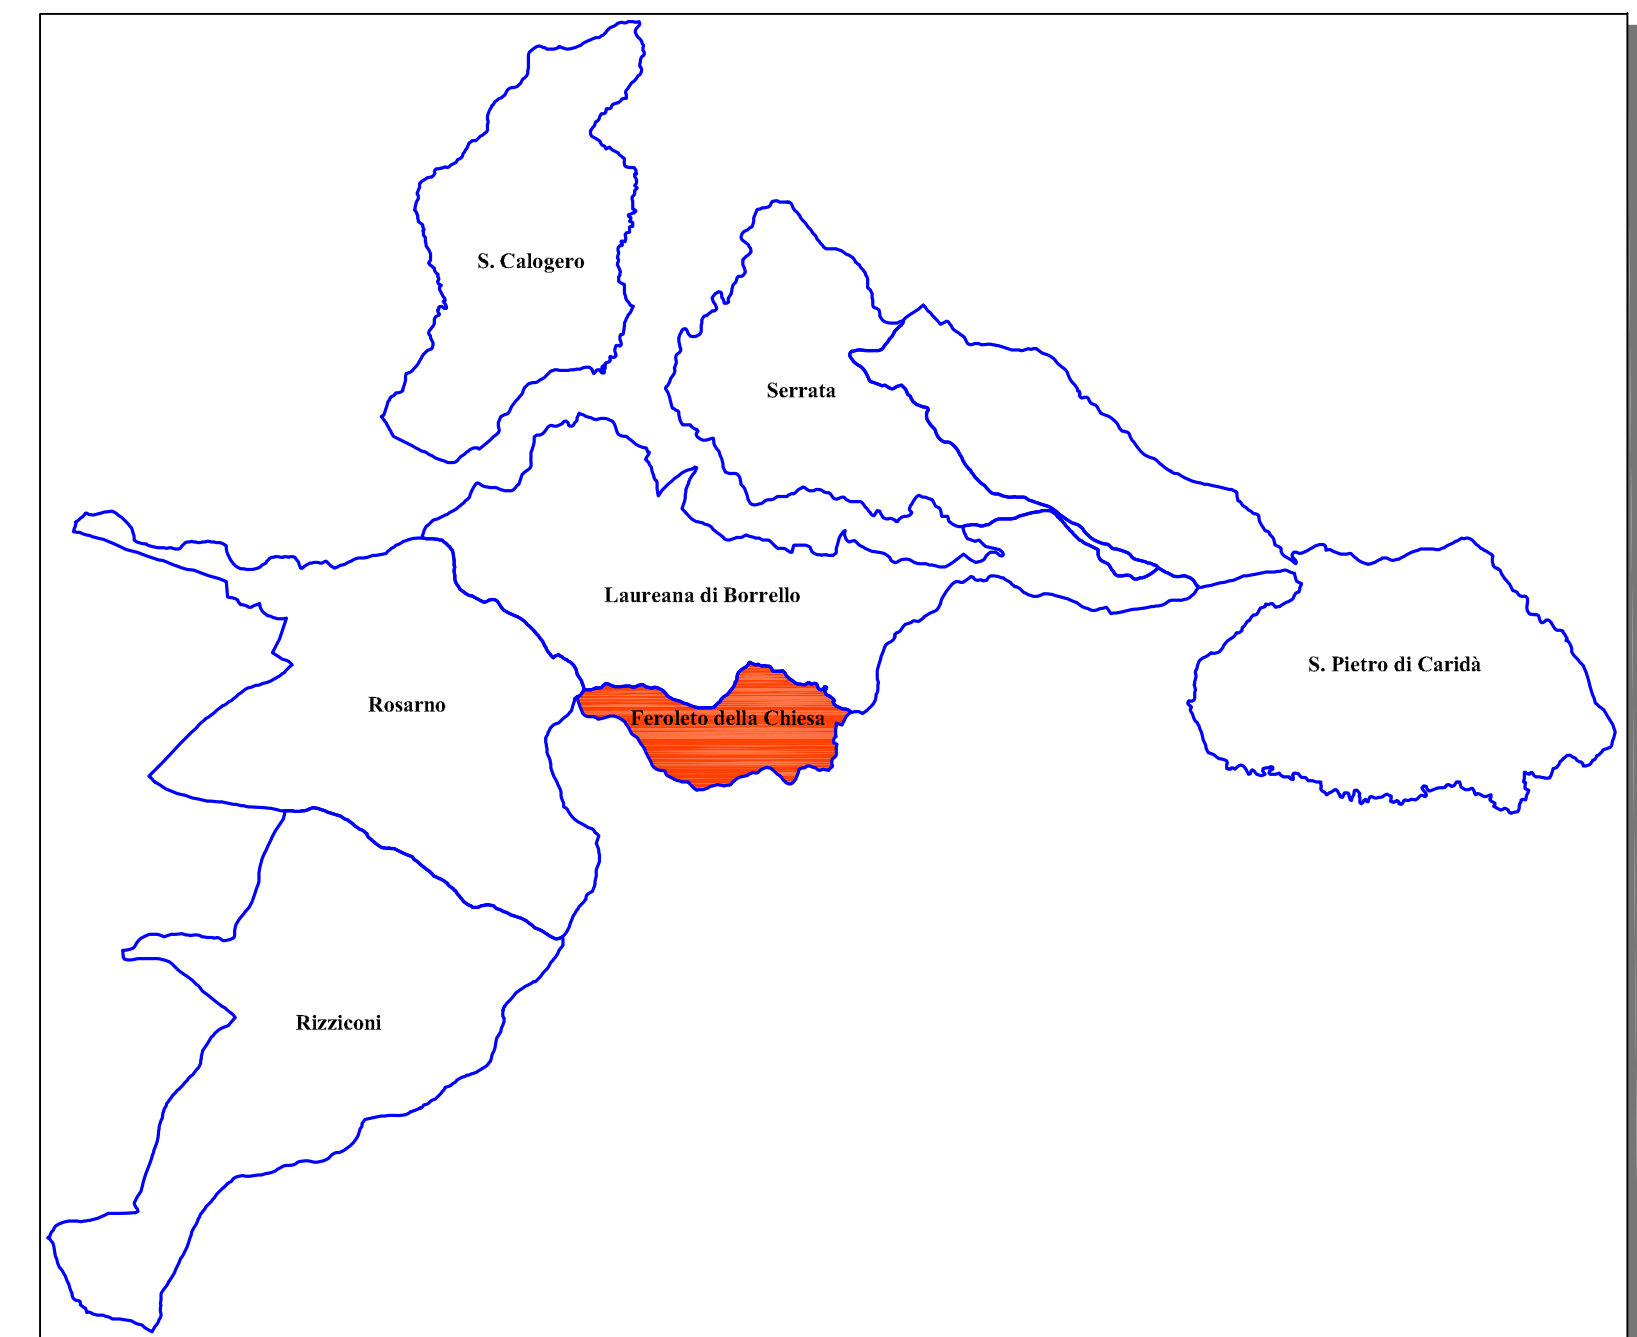 S. Calogero
Serrata
Laureana di Borrello
S. Pietro di Caridà
Rosarno
Feroleto della Chiesa
Rizziconi